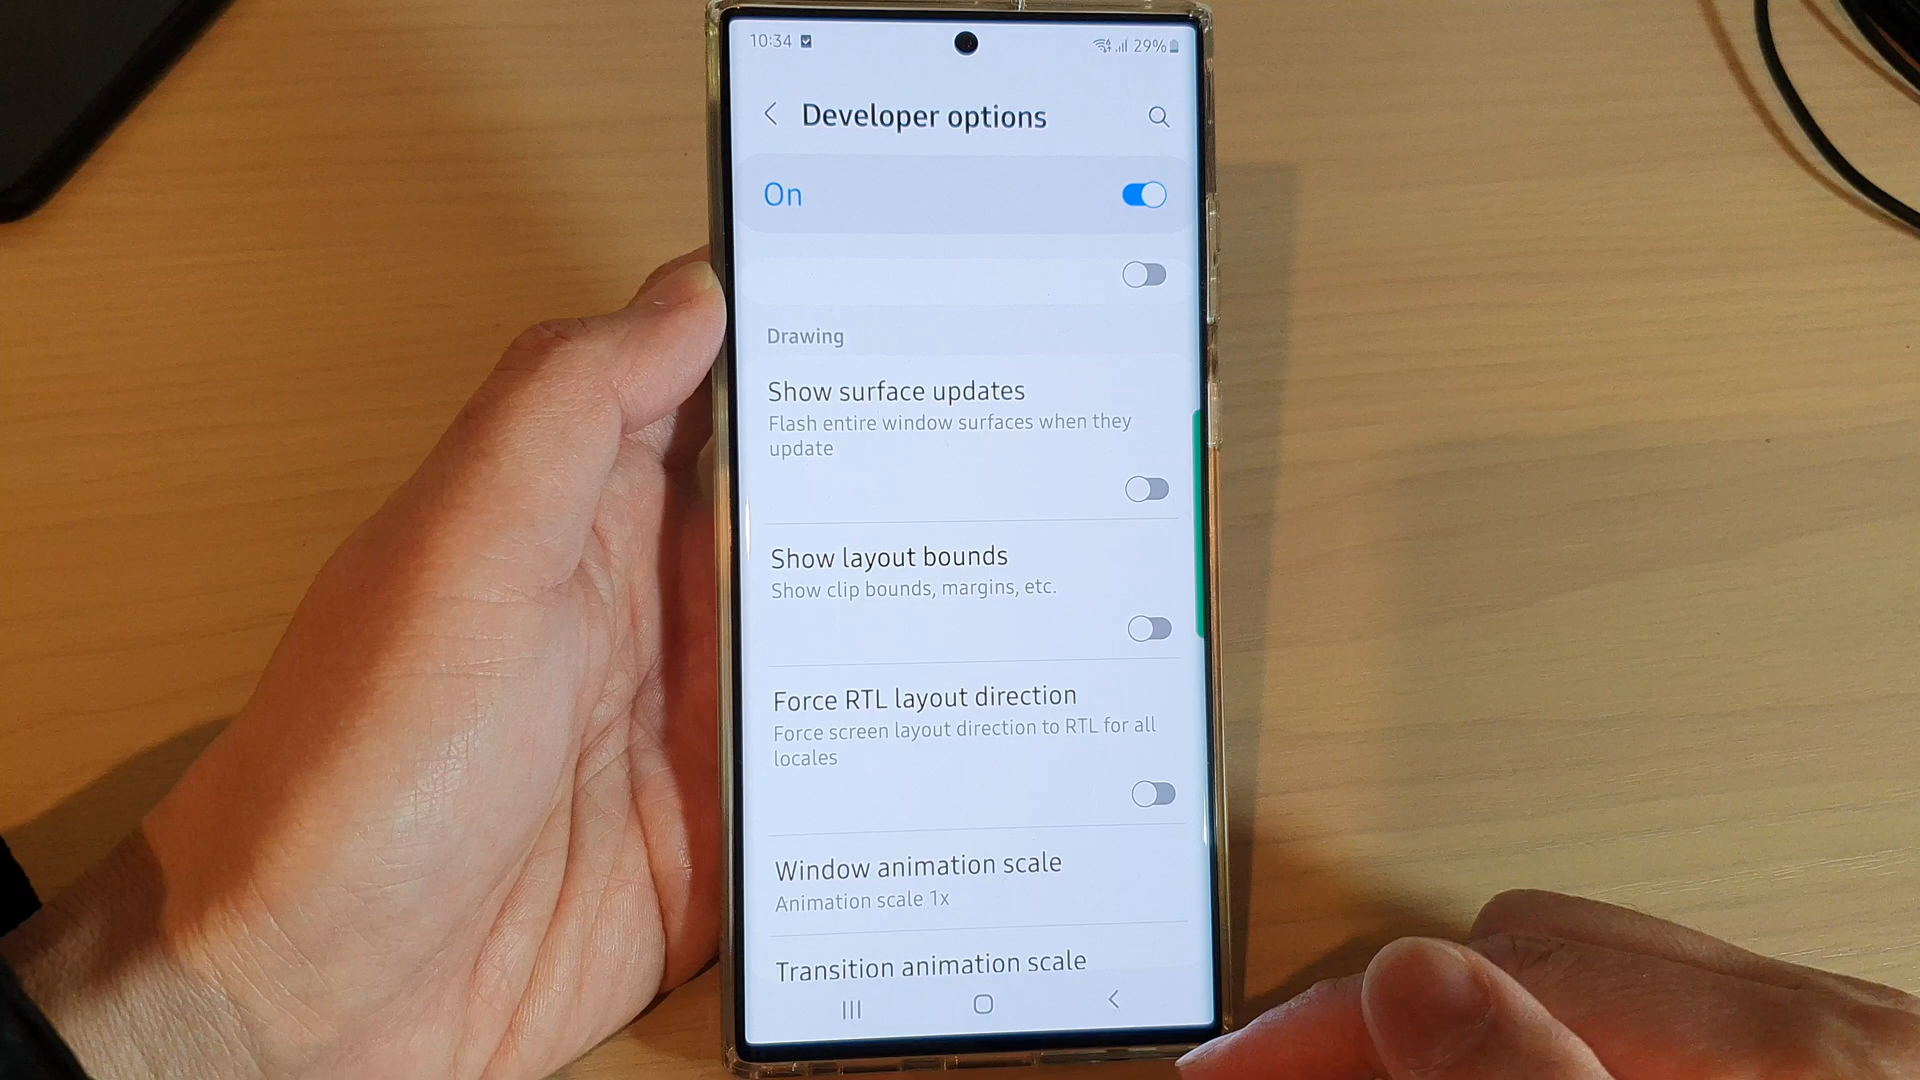 10:34
29%
Developer options
On
Drawing
Show surface updates
Flash entire window surfaces when they
update
Show layout bounds
Show clip bounds, margins, etc.
Force RTL layout direction
Force screen layout direction to RTL for all
locales
Window animation scale
Animation scale 1x
Transition animation scale